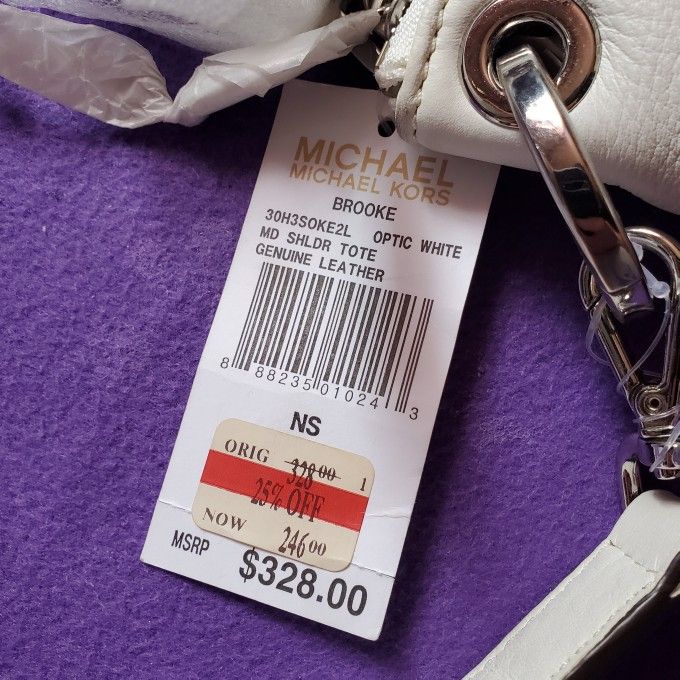 MICHAEL
MICHAEL KORS
BROOKE
30H3SOKE2L OPTIC WHITE
MD SHLDR TOTE
GENUINE LEATHER
8 88235 01024 3
NS
ORIG 328.00 1
25% OFF
NOW 246.00
MSRP $328.00